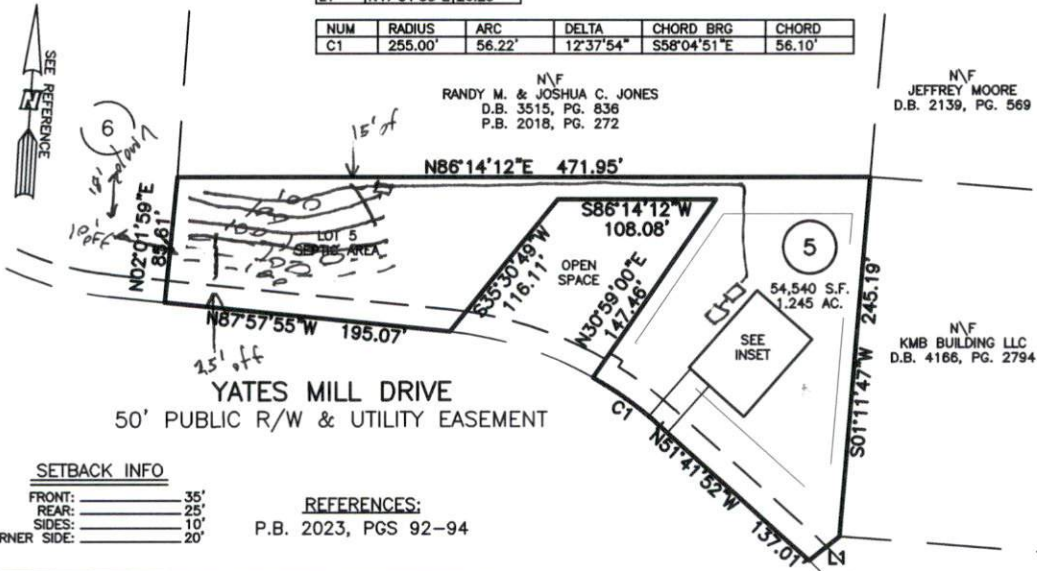 NUM RADIUS ARC DELTA CHORD BRG CHORD
C1 255.00' 56.22' 12°37'54" S58°04'51"E 56.10'
SEE REFERENCE
N
N\F
RANDY M. & JOSHUA C. JONES
D.B. 3515, PG. 836
P.B. 2018, PG. 272
N\F
JEFFREY MOORE
D.B. 2139, PG. 569
6
15' of
N86°14'12"E 471.95'
N02°01'59"E
85.61'
10' off
100
100
LOT 5
SEPTIC AREA
S86°14'12"W
108.08'
S35°30'49"W
116.11'
OPEN
SPACE
N30°59'00"E
147.46'
5
54,540 S.F.
1.245 AC.
SEE
INSET
S01°11'47"W 245.19'
N\F
KMB BUILDING LLC
D.B. 4166, PG. 2794
N87°57'55"W 195.07'
25' off
YATES MILL DRIVE
50' PUBLIC R/W & UTILITY EASEMENT
C1
N51°41'52"W 137.01'
L1
SETBACK INFO
FRONT: 35'
REAR: 25'
SIDES: 10'
RNER SIDE: 20'
REFERENCES:
P.B. 2023, PGS 92-94